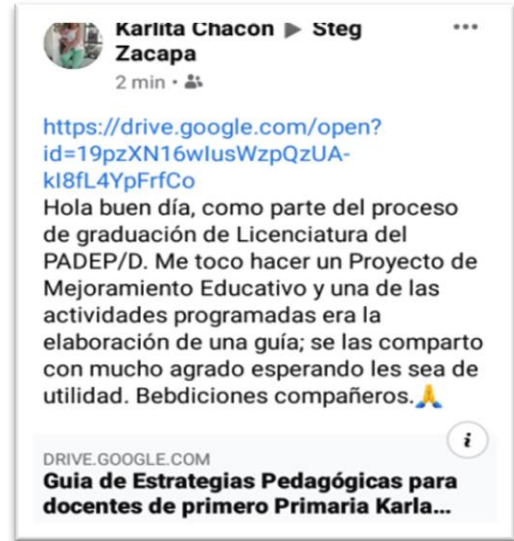 Karlita Chacon ▶ Steg
Zacapa
2 min •
https://drive.google.com/open?
id=19pzXN16wIusWzpQzUA-
kI8fL4YpFrfCo
Hola buen día, como parte del proceso
de graduación de Licenciatura del
PADEP/D. Me toco hacer un Proyecto de
Mejoramiento Educativo y una de las
actividades programadas era la
elaboración de una guía; se las comparto
con mucho agrado esperando les sea de
utilidad. Bebdiciones compañeros.🙏
i
DRIVE.GOOGLE.COM
Guia de Estrategias Pedagógicas para
docentes de primero Primaria Karla...